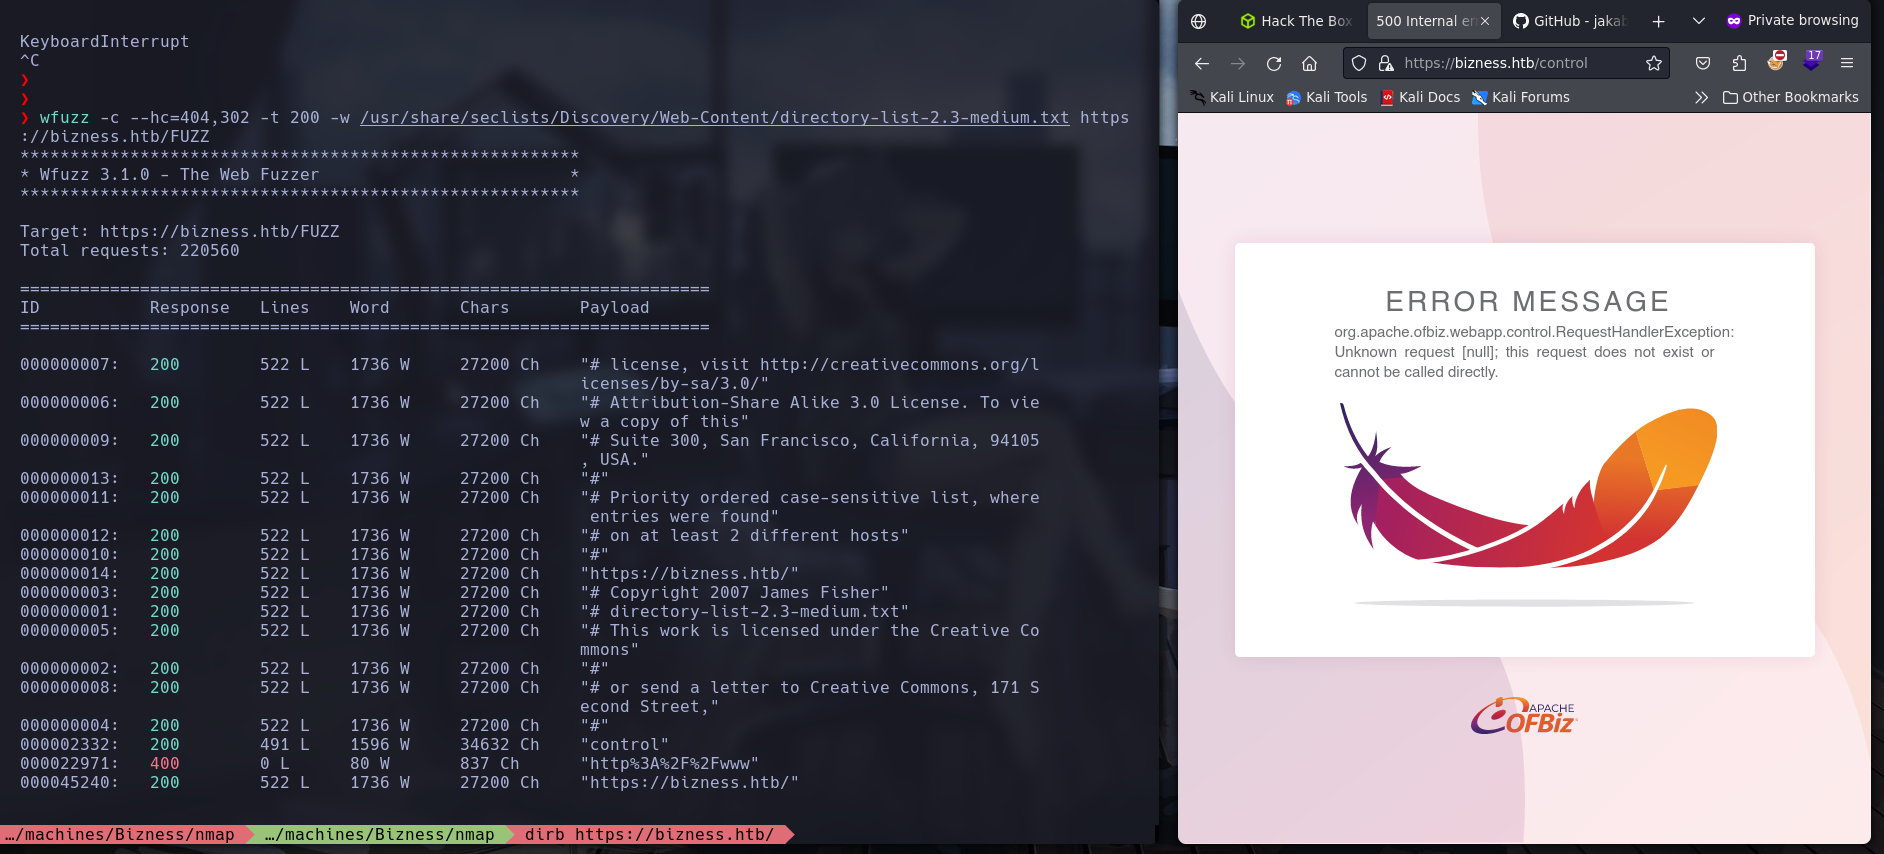 KeyboardInterrupt
^C
❯
❯
❯ wfuzz -c --hc=404,302 -t 200 -w /usr/share/seclists/Discovery/Web-Content/directory-list-2.3-medium.txt https
://bizness.htb/FUZZ
********************************************************
* Wfuzz 3.1.0 - The Web Fuzzer                         *
********************************************************
Target: https://bizness.htb/FUZZ
Total requests: 220560
=====================================================================
ID           Response   Lines    Word       Chars       Payload
=====================================================================
000000007:   200        522 L    1736 W     27200 Ch    "# license, visit http://creativecommons.org/l
icenses/by-sa/3.0/"
000000006:   200        522 L    1736 W     27200 Ch    "# Attribution-Share Alike 3.0 License. To vie
w a copy of this"
000000009:   200        522 L    1736 W     27200 Ch    "# Suite 300, San Francisco, California, 94105
, USA."
000000013:   200        522 L    1736 W     27200 Ch    "#"
000000011:   200        522 L    1736 W     27200 Ch    "# Priority ordered case-sensitive list, where
entries were found"
000000012:   200        522 L    1736 W     27200 Ch    "# on at least 2 different hosts"
000000010:   200        522 L    1736 W     27200 Ch    "#"
000000014:   200        522 L    1736 W     27200 Ch    "https://bizness.htb/"
000000003:   200        522 L    1736 W     27200 Ch    "# Copyright 2007 James Fisher"
000000001:   200        522 L    1736 W     27200 Ch    "# directory-list-2.3-medium.txt"
000000005:   200        522 L    1736 W     27200 Ch    "# This work is licensed under the Creative Co
mmons"
000000002:   200        522 L    1736 W     27200 Ch    "#"
000000008:   200        522 L    1736 W     27200 Ch    "# or send a letter to Creative Commons, 171 S
econd Street,"
000000004:   200        522 L    1736 W     27200 Ch    "#"
000002332:   200        491 L    1596 W     34632 Ch    "control"
000022971:   400        0 L      80 W       837 Ch      "http%3A%2F%2Fwww"
000045240:   200        522 L    1736 W     27200 Ch    "https://bizness.htb/"
…/machines/Bizness/nmap   …/machines/Bizness/nmap   dirb https://bizness.htb/
Hack The Box   500 Internal er   GitHub - jakab   Private browsing
https://bizness.htb/control   17
Kali Linux   Kali Tools   Kali Docs   Kali Forums   Other Bookmarks
ERROR MESSAGE
org.apache.ofbiz.webapp.control.RequestHandlerException:
Unknown request [null]; this request does not exist or
cannot be called directly.
APACHE
OFBiz